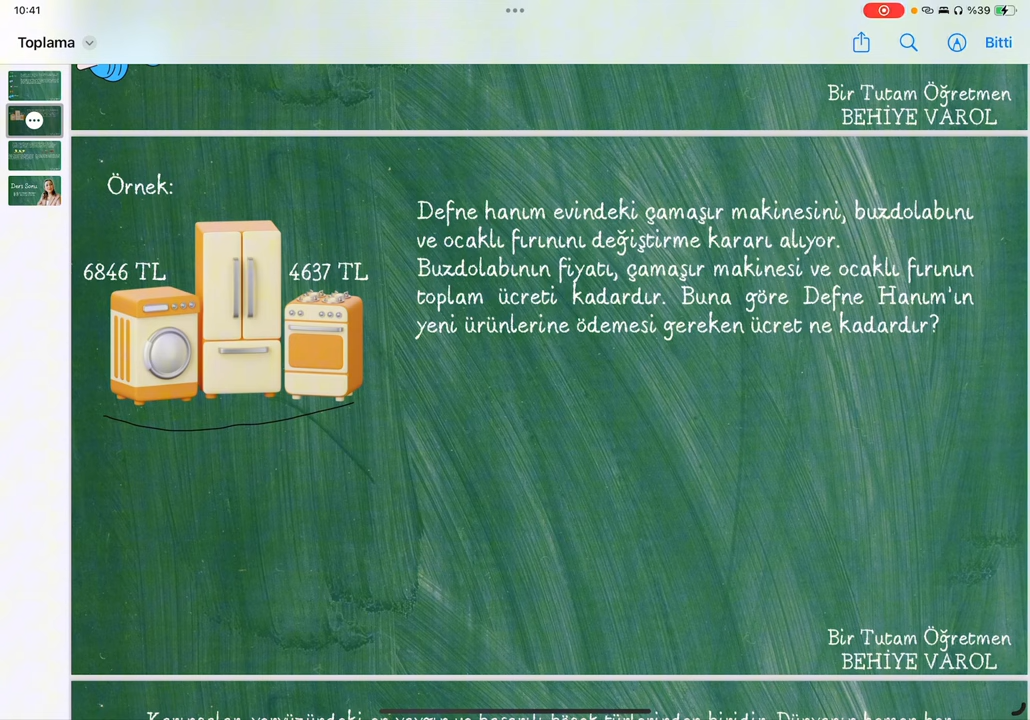 10:41
%39
Toplama
Bitti
Bir Tutam Öğretmen
BEHİYE VAROL
Örnek:
6846 TL
4637 TL
Defne hanım evindeki çamaşır makinesini, buzdolabını
ve ocaklı fırınını değiştirme kararı alıyor.
Buzdolabının fiyatı, çamaşır makinesi ve ocaklı fırının
toplam ücreti kadardır. Buna göre Defne Hanım'ın
yeni ürünlerine ödemesi gereken ücret ne kadardır?
Bir Tutam Öğretmen
BEHİYE VAROL